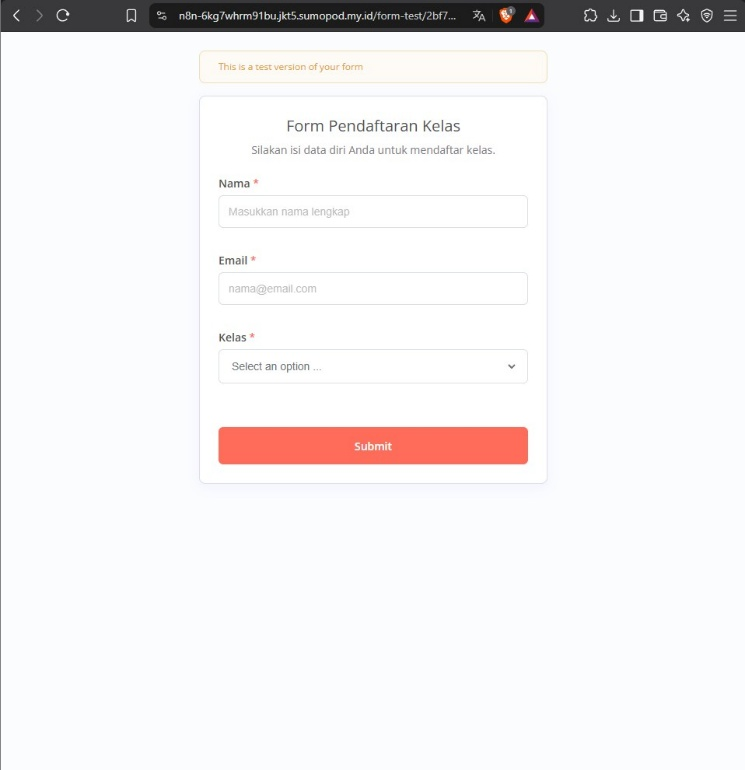 n8n-6kg7whrm91bu.jkt5.sumopod.my.id/form-test/2bf7...
This is a test version of your form
Form Pendaftaran Kelas
Silakan isi data diri Anda untuk mendaftar kelas.
Nama *
Masukkan nama lengkap
Email *
nama@email.com
Kelas *
Select an option ...
Submit